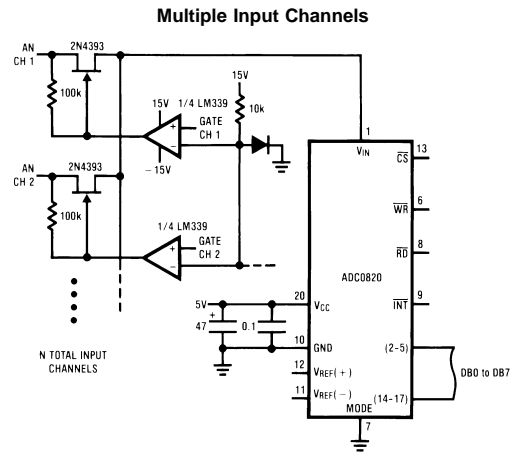 Multiple Input Channels
AN
CH 1
2N4393
100k
15V
1/4 LM339
+
−
GATE
CH 1
−15V
15V
10k
AN
CH 2
2N4393
100k
1/4 LM339
+
−
GATE
CH 2
N TOTAL INPUT
CHANNELS
5V
+
47
0.1
1
VIN
CS 13
WR 6
RD 8
ADC0820
INT 9
20 VCC
10 GND
12 VREF(+)
11 VREF(−)
(2-5)
(14-17)
DB0 to DB7
MODE
7